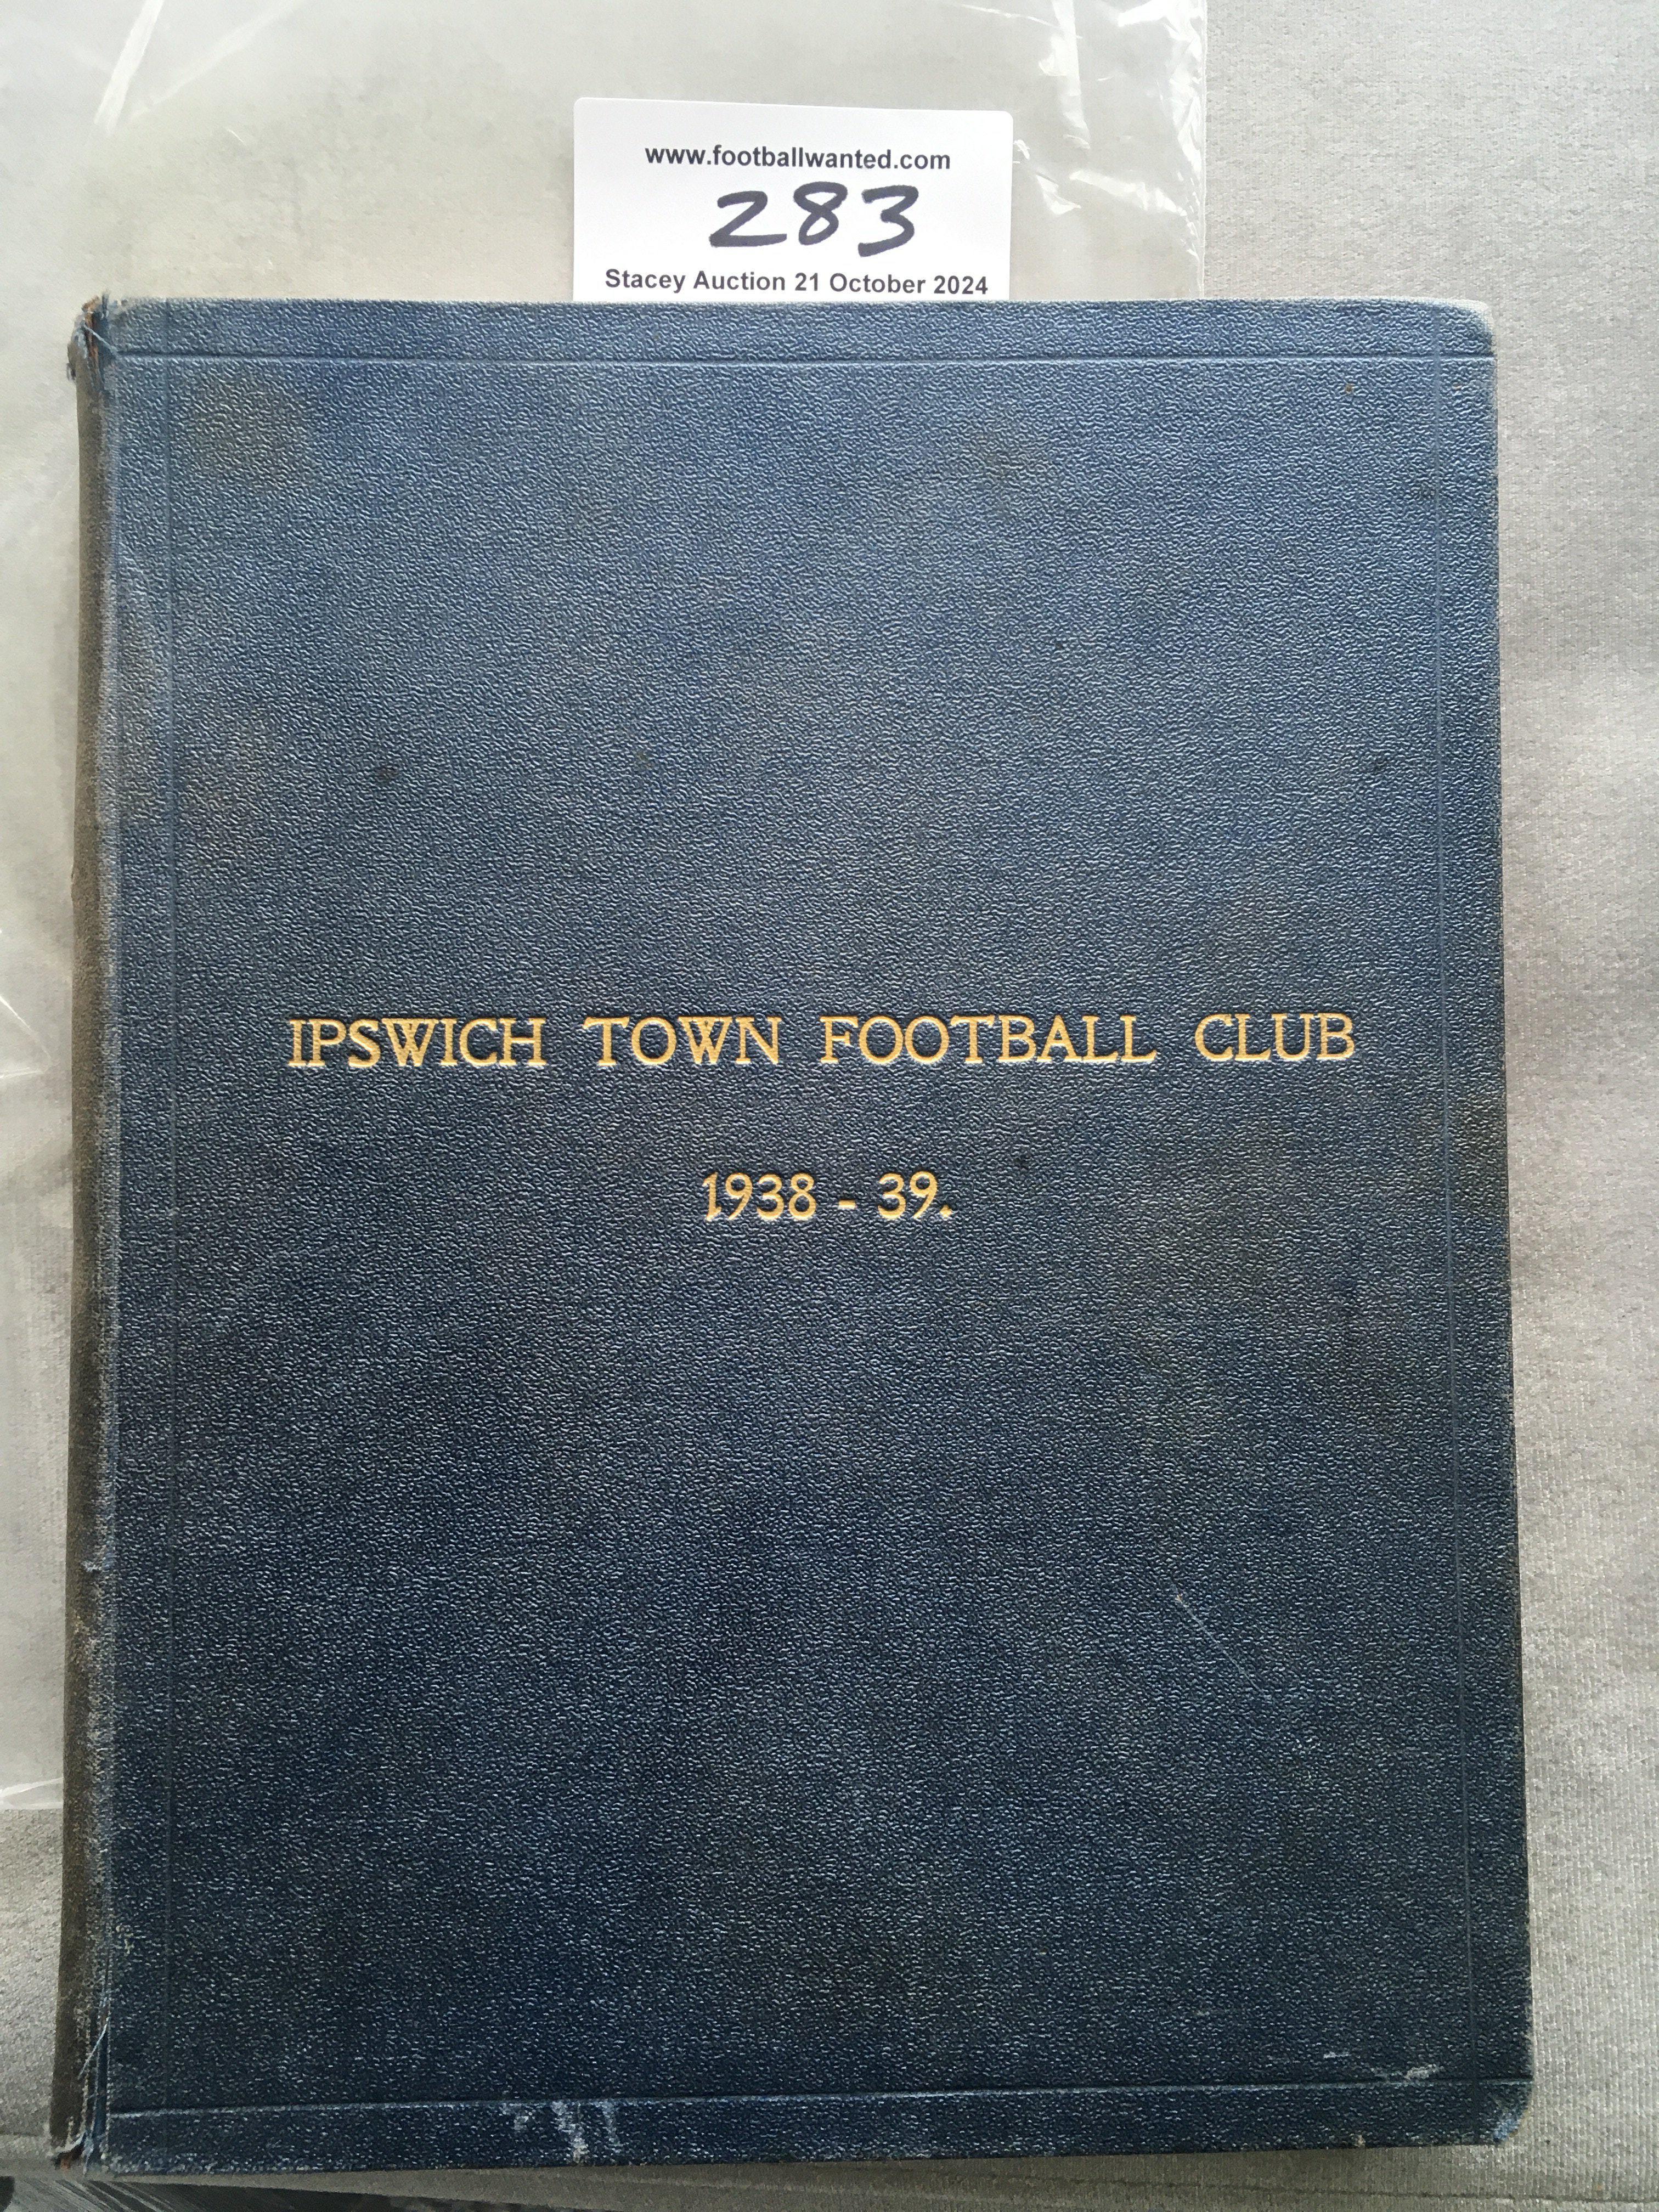 www.footballwanted.com
283
Stacey Auction 21 October 2024
IPSWICH TOWN FOOTBALL CLUB
1938 - 39.